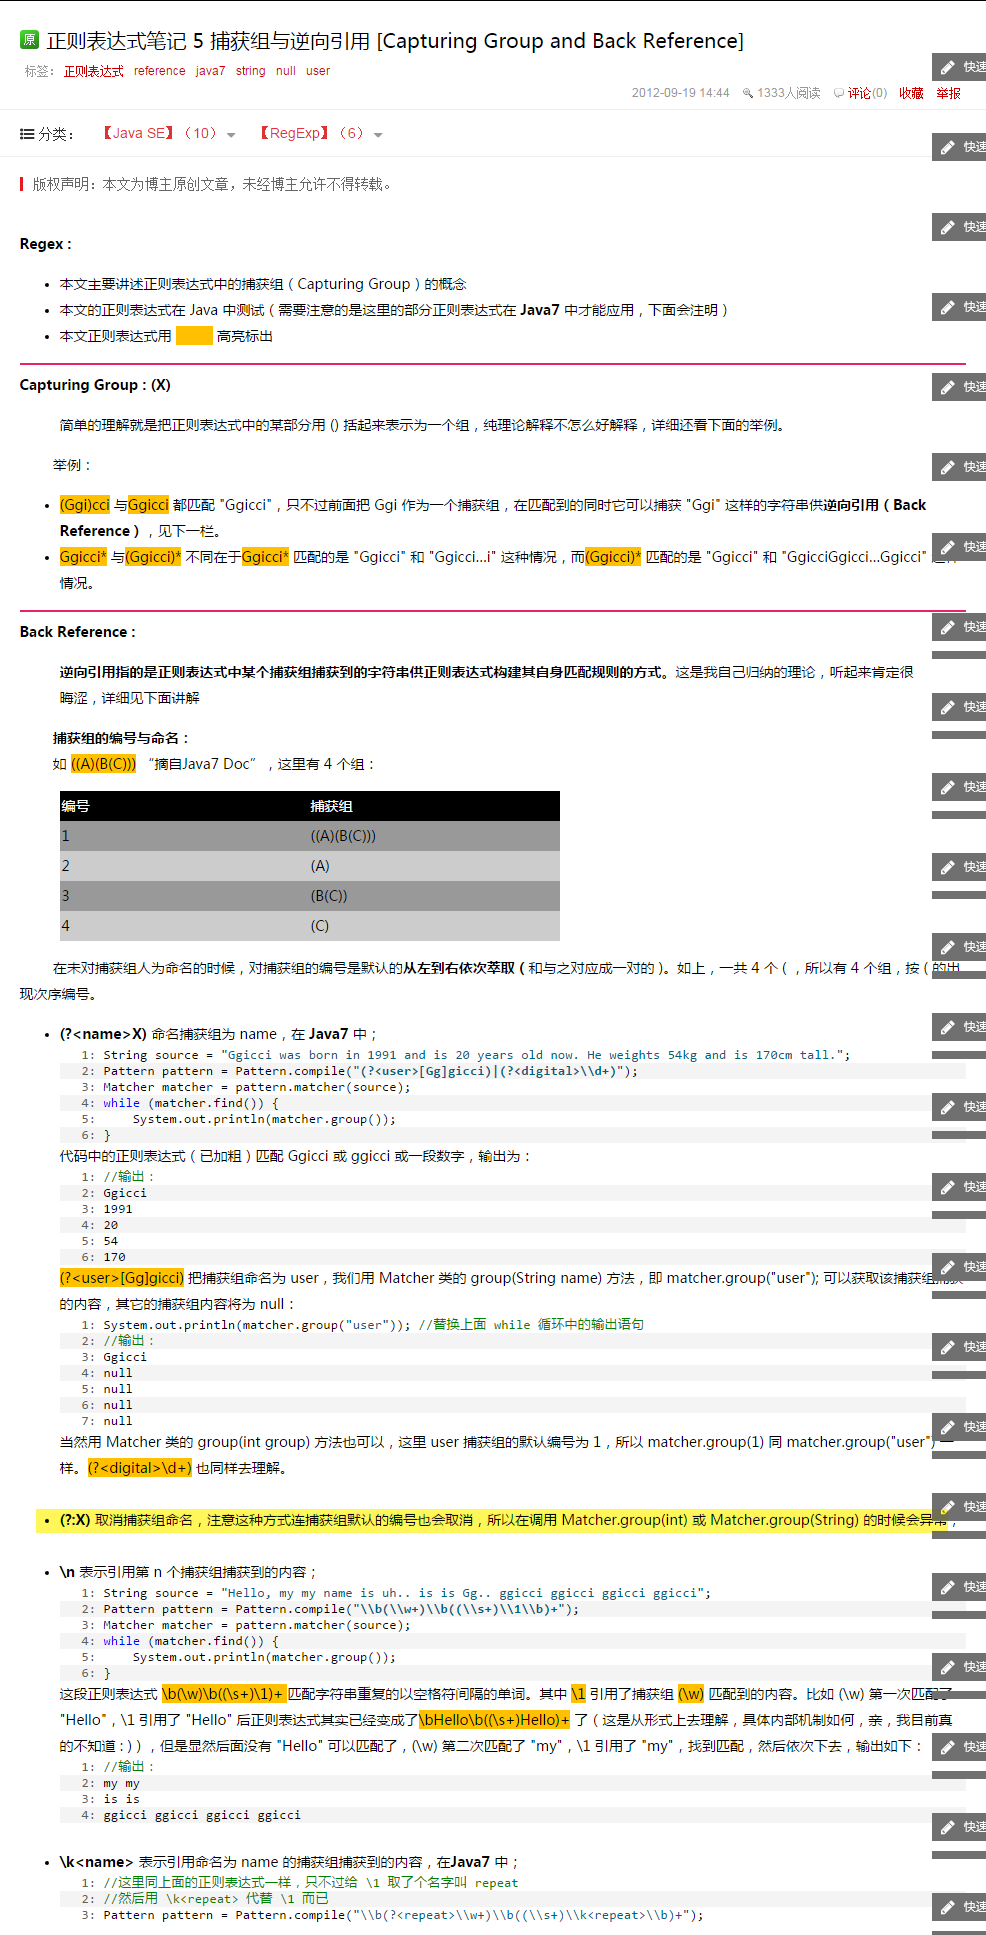 原 正则表达式笔记 5 捕获组与逆向引用 [Capturing Group and Back Reference]
标签： 正则表达式 reference java7 string null user
2012-09-19 14:44 1333人阅读 评论(0) 收藏 举报
快速
分类： 【Java SE】（10） 【RegExp】（6）
快速
版权声明：本文为博主原创文章，未经博主允许不得转载。
快速
Regex :
本文主要讲述正则表达式中的捕获组（Capturing Group）的概念
本文的正则表达式在 Java 中测试（需要注意的是这里的部分正则表达式在 Java7 中才能应用，下面会注明）
快速
本文正则表达式用 高亮标出
Capturing Group : (X)
快速
简单的理解就是把正则表达式中的某部分用 () 括起来表示为一个组，纯理论解释不怎么好解释，详细还看下面的举例。
举例：
快速
(Ggi)cci 与Ggicci 都匹配 "Ggicci"，只不过前面把 Ggi 作为一个捕获组，在匹配到的同时它可以捕获 "Ggi" 这样的字符串供逆向引用（Back
Reference），见下一栏。
快速
Ggicci* 与(Ggicci)* 不同在于Ggicci* 匹配的是 "Ggicci" 和 "Ggicci...i" 这种情况，而(Ggicci)* 匹配的是 "Ggicci" 和 "GgicciGgicci...Ggicci"
情况。
Back Reference :
快速
逆向引用指的是正则表达式中某个捕获组捕获到的字符串供正则表达式构建其自身匹配规则的方式。这是我自己归纳的理论，听起来肯定很
晦涩，详细见下面讲解
快速
捕获组的编号与命名：
如 ((A)(B(C))) “摘自Java7 Doc”，这里有 4 个组：
快速
编号 捕获组
1 ((A)(B(C)))
2 (A)
快速
3 (B(C))
4 (C)
快速
在未对捕获组人为命名的时候，对捕获组的编号是默认的从左到右依次萃取（和与之对应成一对的 )。如上，一共 4 个 (，所以有 4 个组，按 ( 的出
现次序编号。
快速
(?<name>X) 命名捕获组为 name，在 Java7 中；
1: String source = "Ggicci was born in 1991 and is 20 years old now. He weights 54kg and is 170cm tall.";
2: Pattern pattern = Pattern.compile("(?<user>[Gg]gicci)|(?<digital>\\d+)");
3: Matcher matcher = pattern.matcher(source);
4: while (matcher.find()) {
快速
5: System.out.println(matcher.group());
6: }
代码中的正则表达式（已加粗）匹配 Ggicci 或 ggicci 或一段数字，输出为：
1: //输出：
快速
2: Ggicci
3: 1991
4: 20
5: 54
6: 170
快速
(?<user>[Gg]gicci) 把捕获组命名为 user，我们用 Matcher 类的 group(String name) 方法，即 matcher.group("user"); 可以获取该捕获组捕获
的内容，其它的捕获组内容将为 null：
1: System.out.println(matcher.group("user")); //替换上面 while 循环中的输出语句
2: //输出：
快速
3: Ggicci
4: null
5: null
6: null
7: null
快速
当然用 Matcher 类的 group(int group) 方法也可以，这里 user 捕获组的默认编号为 1，所以 matcher.group(1) 同 matcher.group("user") 一
样。(?<digital>\d+) 也同样去理解。
快速
(?:X) 取消捕获组命名，注意这种方式连捕获组默认的编号也会取消，所以在调用 Matcher.group(int) 或 Matcher.group(String) 的时候会异常，
\n 表示引用第 n 个捕获组捕获到的内容；
快速
1: String source = "Hello, my my name is uh.. is is Gg.. ggicci ggicci ggicci ggicci";
2: Pattern pattern = Pattern.compile("\\b(\\w+)\\b((\\s+)\\1\\b)+");
3: Matcher matcher = pattern.matcher(source);
4: while (matcher.find()) {
5: System.out.println(matcher.group());
快速
6: }
这段正则表达式 \b(\w)\b((\s+)\1)+ 匹配字符串重复的以空格符间隔的单词。其中 \1 引用了捕获组 (\w) 匹配到的内容。比如 (\w) 第一次匹配了
"Hello"，\1 引用了 "Hello" 后正则表达式其实已经变成了\bHello\b((\s+)Hello)+ 了（这是从形式上去理解，具体内部机制如何，亲，我目前真
快速
的不知道：)），但是显然后面没有 "Hello" 可以匹配了，(\w) 第二次匹配了 "my"，\1 引用了 "my"，找到匹配，然后依次下去，输出如下：
1: //输出：
2: my my
3: is is
4: ggicci ggicci ggicci ggicci
快速
\k<name> 表示引用命名为 name 的捕获组捕获到的内容，在Java7 中；
1: //这里同上面的正则表达式一样，只不过给 \1 取了个名字叫 repeat
2: //然后用 \k<repeat> 代替 \1 而已
快速
3: Pattern pattern = Pattern.compile("\\b(?<repeat>\\w+)\\b((\\s+)\\k<repeat>\\b)+");